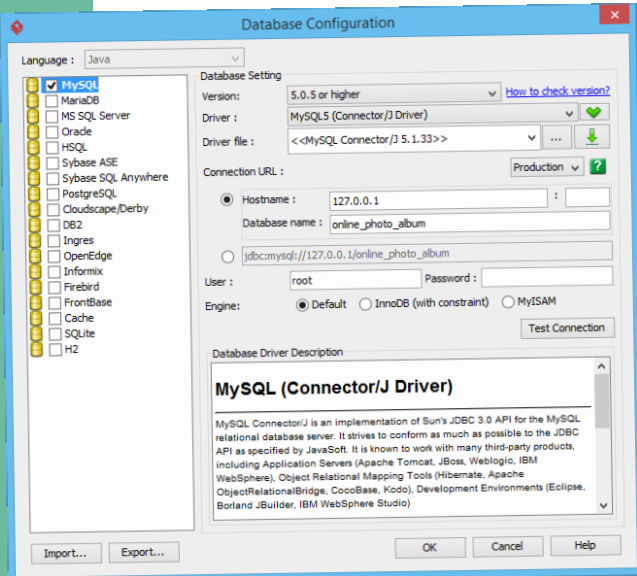 Database Configuration
Language : Java
MySQL
MariaDB
MS SQL Server
Oracle
HSQL
Sybase ASE
Sybase SQL Anywhere
PostgreSQL
Cloudscape/Derby
DB2
Ingres
OpenEdge
Informix
Firebird
FrontBase
Cache
SQLite
H2
Database Setting
Version: 5.0.5 or higher How to check version?
Driver : MySQL5 (Connector/J Driver)
Driver file : <<MySQL Connector/J 5.1.33>> ...
Connection URL : Production ?
Hostname : 127.0.0.1 :
Database name : online_photo_album
jdbc:mysql://127.0.0.1/online_photo_album
User : root Password :
Engine: Default InnoDB (with constraint) MyISAM
Test Connection
Database Driver Description
MySQL (Connector/J Driver)
MySQL Connector/J is an implementation of Sun's JDBC 3.0 API for the MySQL
relational database server. It strives to conform as much as possible to the JDBC
API as specified by JavaSoft. It is known to work with many third-party products,
including Application Servers (Apache Tomcat, JBoss, Weblogic, IBM
WebSphere), Object Relational Mapping Tools (Hibernate, Apache
ObjectRelationalBridge, CocoBase, Kodo), Development Environments (Eclipse,
Borland JBuilder, IBM WebSphere Studio)
Import... Export... OK Cancel Help